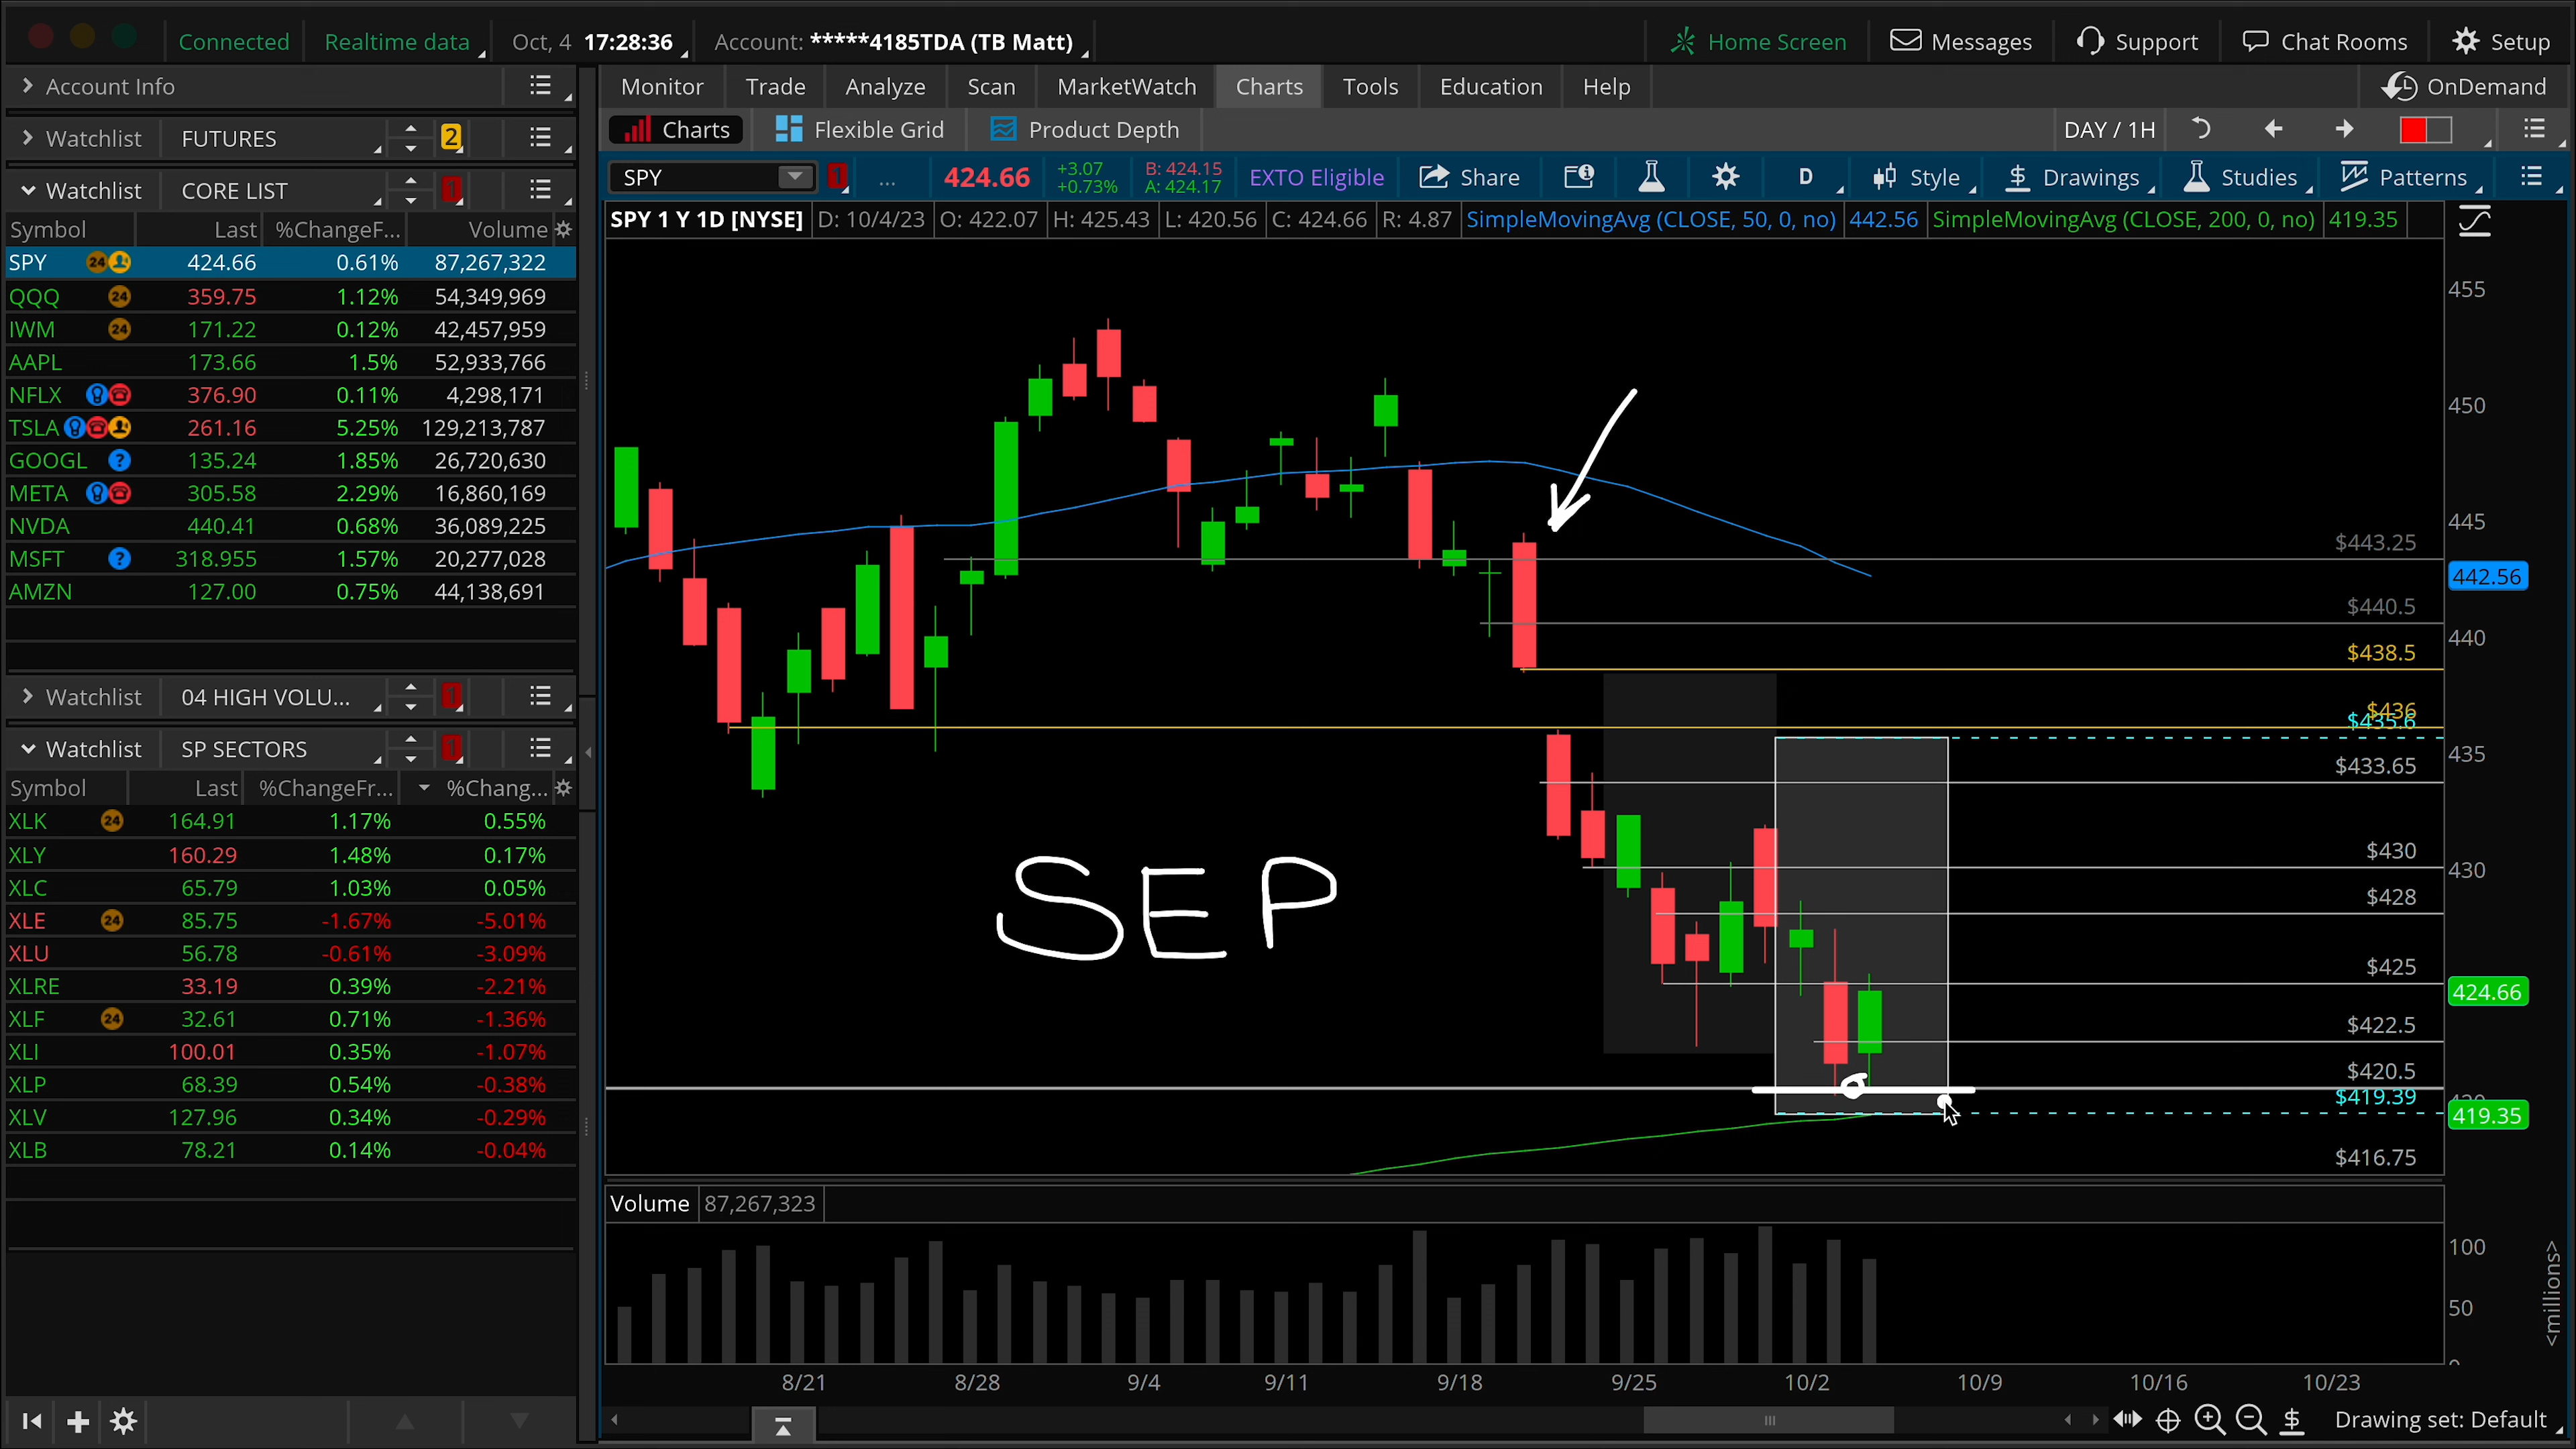 Connected Realtime data Oct, 4 17:28:36 Account: *****4185TDA (TB Matt) Home Screen Messages Support Chat Rooms Setup
Account Info
Monitor Trade Analyze Scan MarketWatch Charts Tools Education Help OnDemand
Watchlist FUTURES 2
Charts Flexible Grid Product Depth DAY / 1H
Watchlist CORE LIST 1
SPY 1 ... 424.66 +3.07 +0.73% B: 424.15 A: 424.17 EXTO Eligible Share D Style $ Drawings Studies Patterns
SPY 1 Y 1D [NYSE] D: 10/4/23 O: 422.07 H: 425.43 L: 420.56 C: 424.66 R: 4.87 SimpleMovingAvg (CLOSE, 50, 0, no) 442.56 SimpleMovingAvg (CLOSE, 200, 0, no) 419.35
Symbol Last %ChangeF... Volume
SPY 24 424.66 0.61% 87,267,322
QQQ 24 359.75 1.12% 54,349,969
IWM 24 171.22 0.12% 42,457,959
AAPL 173.66 1.5% 52,933,766
NFLX 376.90 0.11% 4,298,171
TSLA 261.16 5.25% 129,213,787
GOOGL ? 135.24 1.85% 26,720,630
META 305.58 2.29% 16,860,169
NVDA 440.41 0.68% 36,089,225
MSFT ? 318.955 1.57% 20,277,028
AMZN 127.00 0.75% 44,138,691
Watchlist 04 HIGH VOLU... 1
Watchlist SP SECTORS 1
Symbol Last %ChangeFr... %Chang...
XLK 24 164.91 1.17% 0.55%
XLY 160.29 1.48% 0.17%
XLC 65.79 1.03% 0.05%
XLE 24 85.75 -1.67% -5.01%
XLU 56.78 -0.61% -3.09%
XLRE 33.19 0.39% -2.21%
XLF 24 32.61 0.71% -1.36%
XLI 100.01 0.35% -1.07%
XLP 68.39 0.54% -0.38%
XLV 127.96 0.34% -0.29%
XLB 78.21 0.14% -0.04%
455
450
445
$443.25
442.56
$440.5
440
$438.5
$436
$435.6
435
$433.65
SEP
$430
430
$428
$425
424.66
$422.5
$420.5
$419.39
419.35
$416.75
Volume 87,267,323
100
50
<millions>
8/21 8/28 9/4 9/11 9/18 9/25 10/2 10/9 10/16 10/23
$ Drawing set: Default